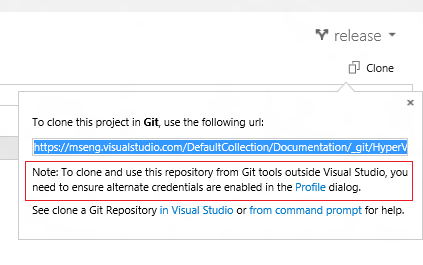 release
Clone
To clone this project in Git, use the following url:
https://mseng.visualstudio.com/DefaultCollection/Documentation/_git/HyperV
Note: To clone and use this repository from Git tools outside Visual Studio, you
need to ensure alternate credentials are enabled in the Profile dialog.
See clone a Git Repository in Visual Studio or from command prompt for help.